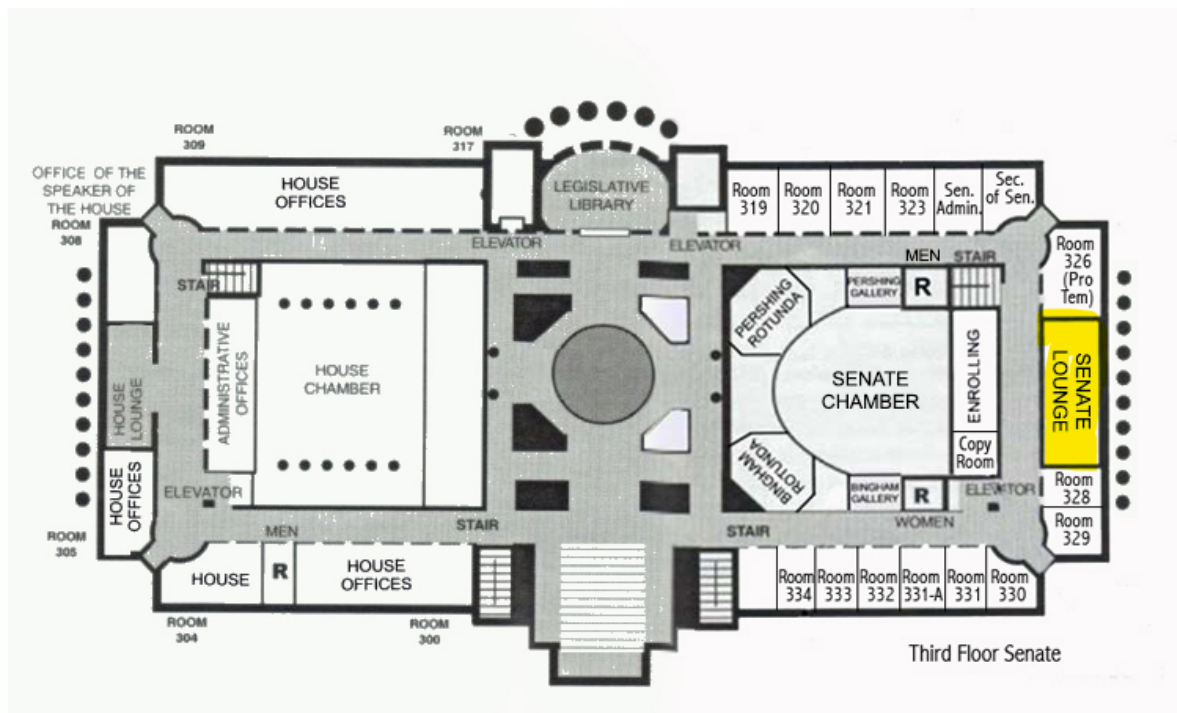 ROOM
309
ROOM
317
OFFICE OF THE
SPEAKER OF
THE HOUSE
ROOM
308
HOUSE
OFFICES
LEGISLATIVE
LIBRARY
ELEVATOR
ELEVATOR
Room
319
Room
320
Room
321
Room
323
Sen.
Admin.
Sec.
of Sen.
MEN
STAIR
Room
326
(Pro
Tem)
STAIR
PERSHING
ROTUNDA
PERSHING
GALLERY
R
ADMINISTRATIVE
OFFICES
HOUSE
CHAMBER
HOUSE
LOUNGE
SENATE
CHAMBER
ENROLLING
SENATE
LOUNGE
Copy
Room
BINGHAM
ROTUNDA
BINGHAM
GALLERY
R
HOUSE
OFFICES
ELEVATOR
ELEVATOR
Room
328
Room
329
WOMEN
MEN
STAIR
STAIR
ROOM
305
HOUSE
R
HOUSE
OFFICES
Room
334
Room
333
Room
332
Room
331-A
Room
331
Room
330
ROOM
304
ROOM
300
Third Floor Senate